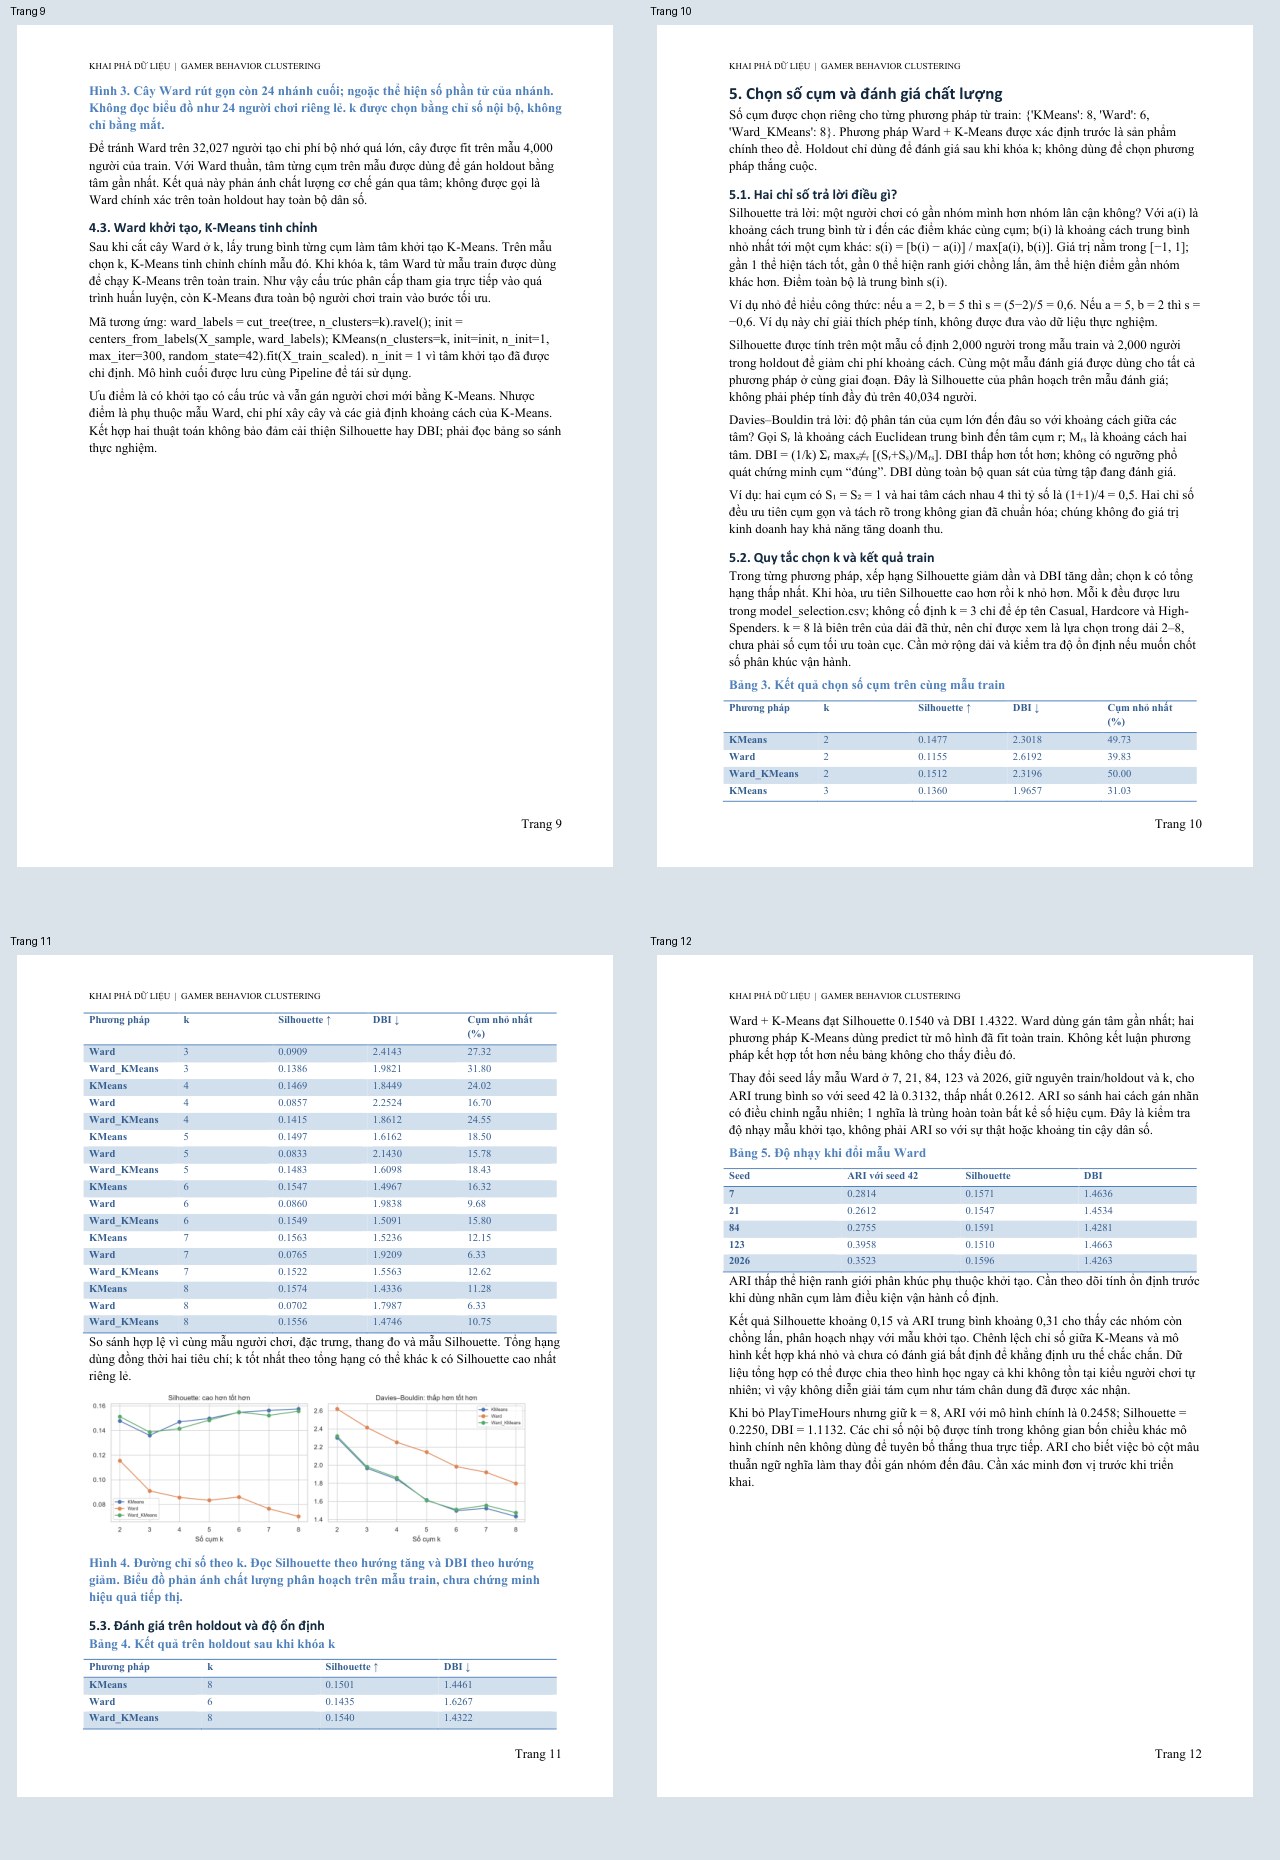 Trang 9
KHAI PHÁ DỮ LIỆU | GAMER BEHAVIOR CLUSTERING
Hình 3. Cây Ward rút gọn còn 24 nhánh cuối; ngoặc thể hiện số phần tử của nhánh.
Không đọc biểu đồ như 24 người chơi riêng lẻ. k được chọn bằng chỉ số nội bộ, không
chỉ bằng mắt.
Để tránh Ward trên 32,027 người tạo chi phí bộ nhớ quá lớn, cây được fit trên mẫu 4,000
người của train. Với Ward thuần, tâm từng cụm trên mẫu được dùng để gán holdout bằng
tâm gần nhất. Kết quả này phản ánh chất lượng cơ chế gán qua tâm; không được gọi là
Ward chính xác trên toàn holdout hay toàn bộ dân số.
4.3. Ward khởi tạo, K-Means tinh chỉnh
Sau khi cắt cây Ward ở k, lấy trung bình từng cụm làm tâm khởi tạo K-Means. Trên mẫu
chọn k, K-Means tinh chỉnh chính mẫu đó. Khi khóa k, tâm Ward từ mẫu train được dùng
để chạy K-Means trên toàn train. Như vậy cấu trúc phân cấp tham gia trực tiếp vào quá
trình huấn luyện, còn K-Means đưa toàn bộ người chơi train vào bước tối ưu.
Mã tương ứng: ward_labels = cut_tree(tree, n_clusters=k).ravel(); init =
centers_from_labels(X_sample, ward_labels); KMeans(n_clusters=k, init=init, n_init=1,
max_iter=300, random_state=42).fit(X_train_scaled). n_init = 1 vì tâm khởi tạo đã được
chỉ định. Mô hình cuối được lưu cùng Pipeline để tái sử dụng.
Ưu điểm là có khởi tạo có cấu trúc và vẫn gán người chơi mới bằng K-Means. Nhược
điểm là phụ thuộc mẫu Ward, chi phí xây cây và các giả định khoảng cách của K-Means.
Kết hợp hai thuật toán không bảo đảm cải thiện Silhouette hay DBI; phải đọc bảng so sánh
thực nghiệm.
Trang 9
Trang 10
KHAI PHÁ DỮ LIỆU | GAMER BEHAVIOR CLUSTERING
5. Chọn số cụm và đánh giá chất lượng
Số cụm được chọn riêng cho từng phương pháp từ train: {'KMeans': 8, 'Ward': 6,
'Ward_KMeans': 8}. Phương pháp Ward + K-Means được xác định trước là sản phẩm
chính theo đề. Holdout chỉ dùng để đánh giá sau khi khóa k; không dùng để chọn phương
pháp thắng cuộc.
5.1. Hai chỉ số trả lời điều gì?
Silhouette trả lời: một người chơi có gần nhóm mình hơn nhóm lân cận không? Với a(i) là
khoảng cách trung bình từ i đến các điểm khác cùng cụm; b(i) là khoảng cách trung bình
nhỏ nhất tới một cụm khác: s(i) = [b(i) − a(i)] / max[a(i), b(i)]. Giá trị nằm trong [−1, 1];
gần 1 thể hiện tách tốt, gần 0 thể hiện ranh giới chồng lấn, âm thể hiện điểm gần nhóm
khác hơn. Điểm toàn bộ là trung bình s(i).
Ví dụ nhỏ để hiểu công thức: nếu a = 2, b = 5 thì s = (5−2)/5 = 0,6. Nếu a = 5, b = 2 thì s =
−0,6. Ví dụ này chỉ giải thích phép tính, không được đưa vào dữ liệu thực nghiệm.
Silhouette được tính trên một mẫu cố định 2,000 người trong mẫu train và 2,000 người
trong holdout để giảm chi phí khoảng cách. Cùng một mẫu đánh giá được dùng cho tất cả
phương pháp ở cùng giai đoạn. Đây là Silhouette của phân hoạch trên mẫu đánh giá;
không phải phép tính đầy đủ trên 40,034 người.
Davies–Bouldin trả lời: độ phân tán của cụm lớn đến đâu so với khoảng cách giữa các
tâm? Gọi Sᵣ là khoảng cách Euclidean trung bình đến tâm cụm r; Mᵣₛ là khoảng cách hai
tâm. DBI = (1/k) Σᵣ maxₛ≠ᵣ [(Sᵣ+Sₛ)/Mᵣₛ]. DBI thấp hơn tốt hơn; không có ngưỡng phổ
quát chứng minh cụm “đúng”. DBI dùng toàn bộ quan sát của từng tập đang đánh giá.
Ví dụ: hai cụm có S₁ = S₂ = 1 và hai tâm cách nhau 4 thì tỷ số là (1+1)/4 = 0,5. Hai chỉ số
đều ưu tiên cụm gọn và tách rõ trong không gian đã chuẩn hóa; chúng không đo giá trị
kinh doanh hay khả năng tăng doanh thu.
5.2. Quy tắc chọn k và kết quả train
Trong từng phương pháp, xếp hạng Silhouette giảm dần và DBI tăng dần; chọn k có tổng
hạng thấp nhất. Khi hòa, ưu tiên Silhouette cao hơn rồi k nhỏ hơn. Mỗi k đều được lưu
trong model_selection.csv; không cố định k = 3 chỉ để ép tên Casual, Hardcore và High-
Spenders. k = 8 là biên trên của dải đã thử, nên chỉ được xem là lựa chọn trong dải 2–8,
chưa phải số cụm tối ưu toàn cục. Cần mở rộng dải và kiểm tra độ ổn định nếu muốn chốt
số phân khúc vận hành.
Bảng 3. Kết quả chọn số cụm trên cùng mẫu train
Phương pháp k Silhouette ↑ DBI ↓ Cụm nhỏ nhất
(%)
KMeans 2 0.1477 2.3018 49.73
Ward 2 0.1155 2.6192 39.83
Ward_KMeans 2 0.1512 2.3196 50.00
KMeans 3 0.1360 1.9657 31.03
Trang 10
Trang 11
KHAI PHÁ DỮ LIỆU | GAMER BEHAVIOR CLUSTERING
Phương pháp k Silhouette ↑ DBI ↓ Cụm nhỏ nhất
(%)
Ward 3 0.0909 2.4143 27.32
Ward_KMeans 3 0.1386 1.9821 31.80
KMeans 4 0.1469 1.8449 24.02
Ward 4 0.0857 2.2524 16.70
Ward_KMeans 4 0.1415 1.8612 24.55
KMeans 5 0.1497 1.6162 18.50
Ward 5 0.0833 2.1430 15.78
Ward_KMeans 5 0.1483 1.6098 18.43
KMeans 6 0.1547 1.4967 16.32
Ward 6 0.0860 1.9838 9.68
Ward_KMeans 6 0.1549 1.5091 15.80
KMeans 7 0.1563 1.5236 12.15
Ward 7 0.0765 1.9209 6.33
Ward_KMeans 7 0.1522 1.5563 12.62
KMeans 8 0.1574 1.4336 11.28
Ward 8 0.0702 1.7987 6.33
Ward_KMeans 8 0.1556 1.4746 10.75
So sánh hợp lệ vì cùng mẫu người chơi, đặc trưng, thang đo và mẫu Silhouette. Tổng hạng
dùng đồng thời hai tiêu chí; k tốt nhất theo tổng hạng có thể khác k có Silhouette cao nhất
riêng lẻ.
Silhouette: cao hơn tốt hơn
0.16
0.14
0.12
0.10
0.08
KMeans
Ward
Ward_KMeans
2 3 4 5 6 7 8
Số cụm k
Davies–Bouldin: thấp hơn tốt hơn
2.6
2.4
2.2
2.0
1.8
1.6
1.4
KMeans
Ward
Ward_KMeans
2 3 4 5 6 7 8
Số cụm k
Hình 4. Đường chỉ số theo k. Đọc Silhouette theo hướng tăng và DBI theo hướng
giảm. Biểu đồ phản ánh chất lượng phân hoạch trên mẫu train, chưa chứng minh
hiệu quả tiếp thị.
5.3. Đánh giá trên holdout và độ ổn định
Bảng 4. Kết quả trên holdout sau khi khóa k
Phương pháp k Silhouette ↑ DBI ↓
KMeans 8 0.1501 1.4461
Ward 6 0.1435 1.6267
Ward_KMeans 8 0.1540 1.4322
Trang 11
Trang 12
KHAI PHÁ DỮ LIỆU | GAMER BEHAVIOR CLUSTERING
Ward + K-Means đạt Silhouette 0.1540 và DBI 1.4322. Ward dùng gán tâm gần nhất; hai
phương pháp K-Means dùng predict từ mô hình đã fit toàn train. Không kết luận phương
pháp kết hợp tốt hơn nếu bảng không cho thấy điều đó.
Thay đổi seed lấy mẫu Ward ở 7, 21, 84, 123 và 2026, giữ nguyên train/holdout và k, cho
ARI trung bình so với seed 42 là 0.3132, thấp nhất 0.2612. ARI so sánh hai cách gán nhãn
có điều chỉnh ngẫu nhiên; 1 nghĩa là trùng hoàn toàn bất kể số hiệu cụm. Đây là kiểm tra
độ nhạy mẫu khởi tạo, không phải ARI so với sự thật hoặc khoảng tin cậy dân số.
Bảng 5. Độ nhạy khi đổi mẫu Ward
Seed ARI với seed 42 Silhouette DBI
7 0.2814 0.1571 1.4636
21 0.2612 0.1547 1.4534
84 0.2755 0.1591 1.4281
123 0.3958 0.1510 1.4663
2026 0.3523 0.1596 1.4263
ARI thấp thể hiện ranh giới phân khúc phụ thuộc khởi tạo. Cần theo dõi tính ổn định trước
khi dùng nhãn cụm làm điều kiện vận hành cố định.
Kết quả Silhouette khoảng 0,15 và ARI trung bình khoảng 0,31 cho thấy các nhóm còn
chồng lấn, phân hoạch nhạy với mẫu khởi tạo. Chênh lệch chỉ số giữa K-Means và mô
hình kết hợp khá nhỏ và chưa có đánh giá bất định để khẳng định ưu thế chắc chắn. Dữ
liệu tổng hợp có thể được chia theo hình học ngay cả khi không tồn tại kiểu người chơi tự
nhiên; vì vậy không diễn giải tám cụm như tám chân dung đã được xác nhận.
Khi bỏ PlayTimeHours nhưng giữ k = 8, ARI với mô hình chính là 0.2458; Silhouette =
0.2250, DBI = 1.1132. Các chỉ số nội bộ được tính trong không gian bốn chiều khác mô
hình chính nên không dùng để tuyên bố thắng thua trực tiếp. ARI cho biết việc bỏ cột mâu
thuẫn ngữ nghĩa làm thay đổi gán nhóm đến đâu. Cần xác minh đơn vị trước khi triển
khai.
Trang 12